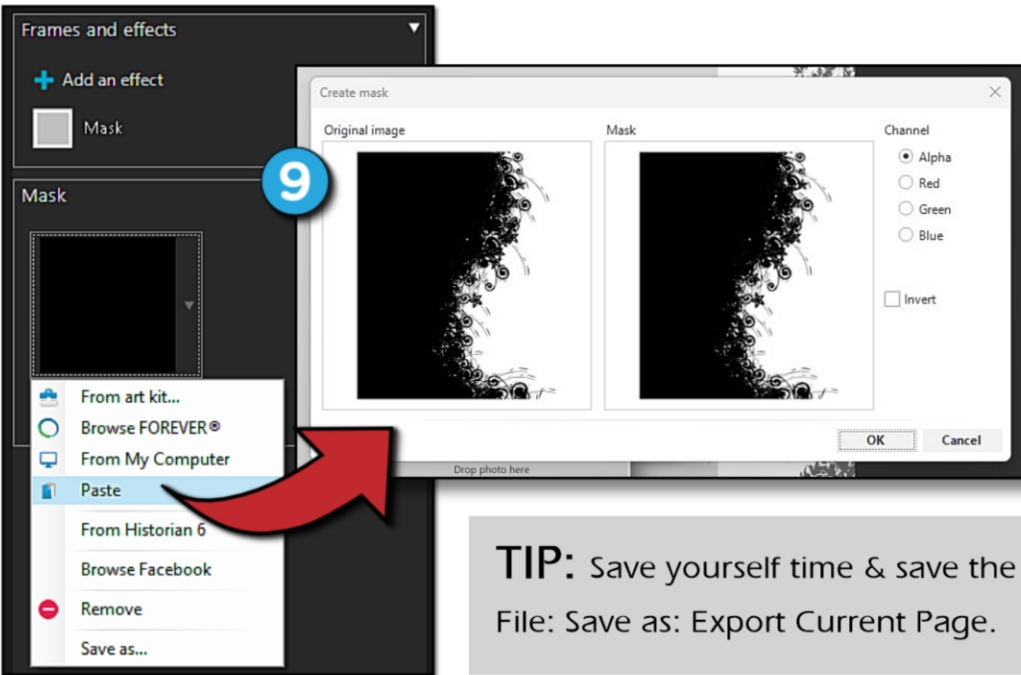 Frames and effects
Add an effect
Mask
Mask
9
From art kit...
Browse FOREVER®
From My Computer
Paste
From Historian 6
Browse Facebook
Remove
Save as...
Create mask
Original image
Mask
Channel
Alpha
Red
Green
Blue
Invert
OK Cancel
Drop photo here
TIP: Save yourself time & save the
File: Save as: Export Current Page.